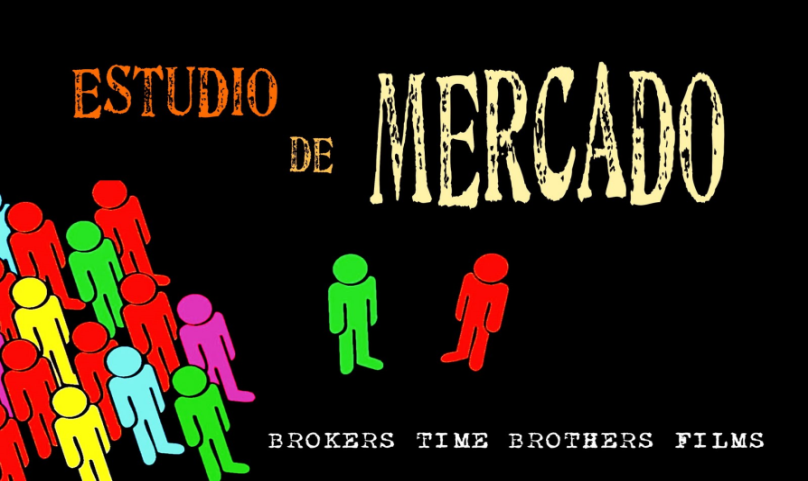 ESTUDIO
DE
MERCADO
BROKERS TIME BROTHERS FILMS